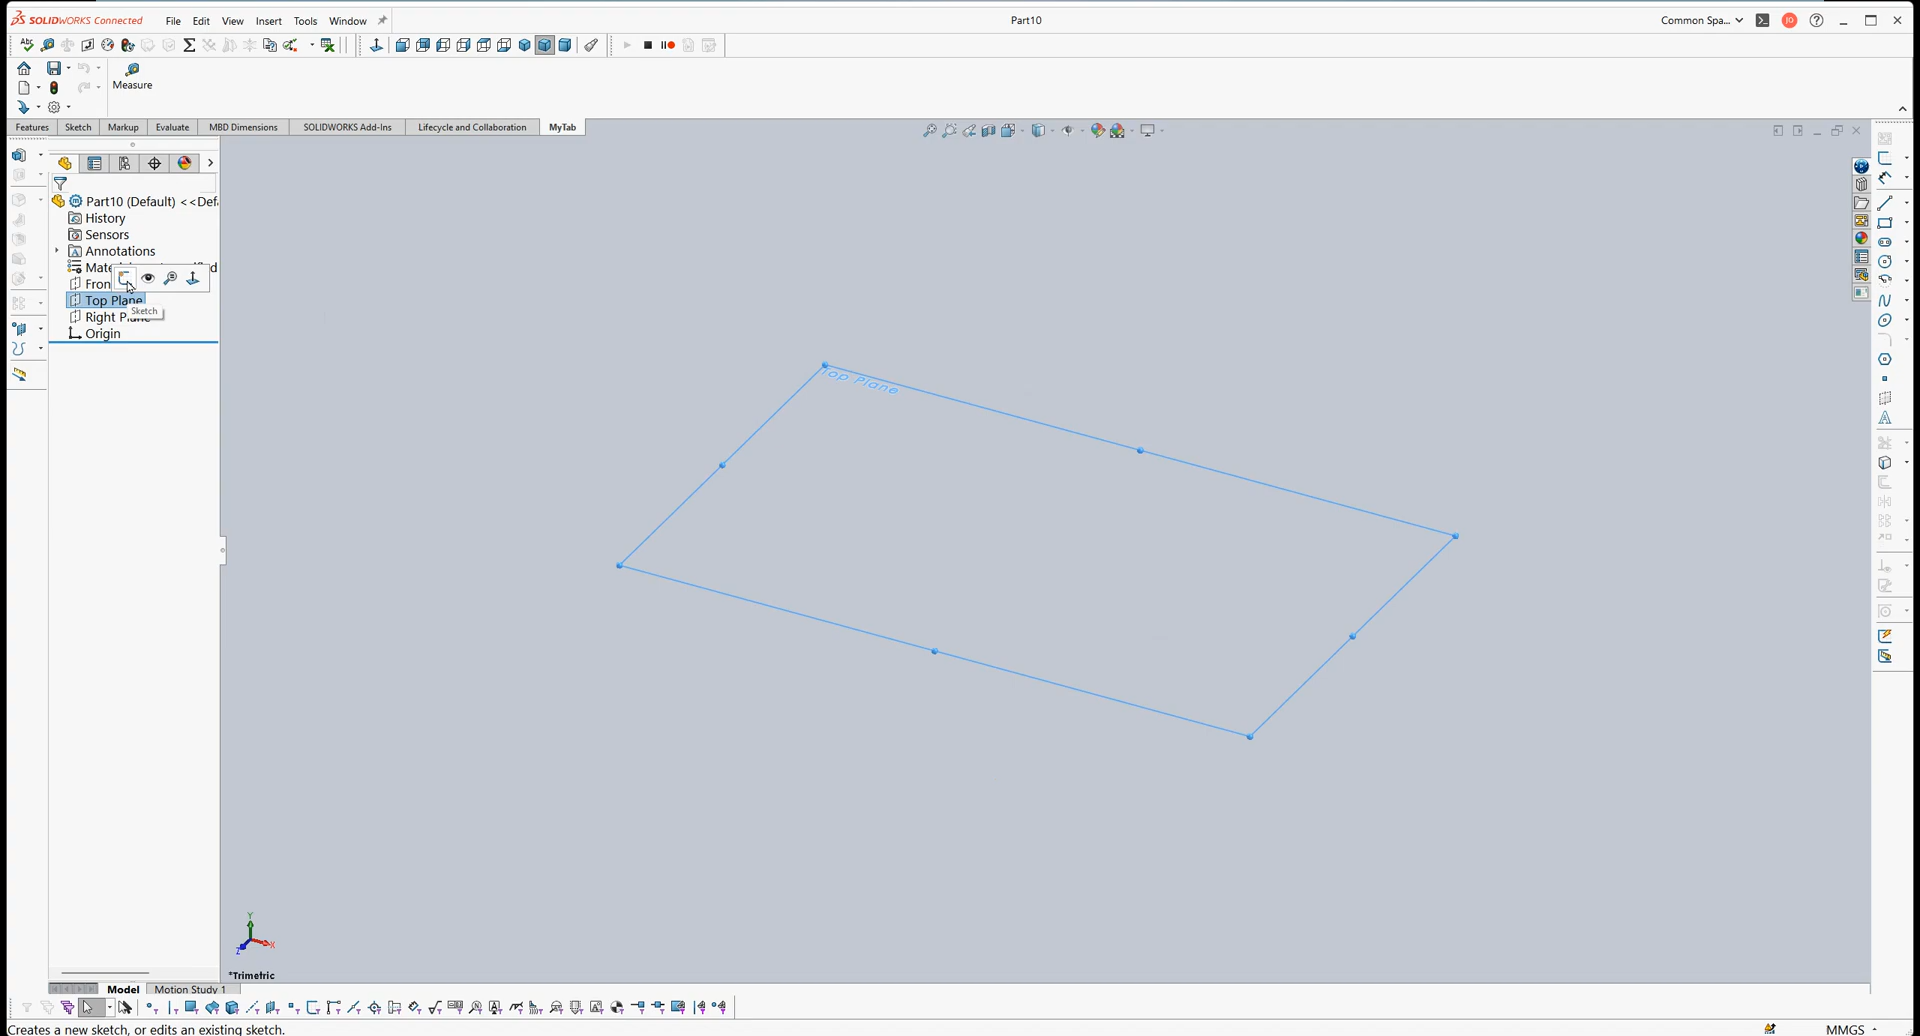 SOLIDWORKS Connected File Edit View Insert Tools Window Part10 Common Spa...
Measure
Features Sketch Markup Evaluate MBD Dimensions SOLIDWORKS Add-Ins Lifecycle and Collaboration MyTab
Part10 (Default) <<Def
History
Sensors
Annotations
Mate
Fron
Top Plane
Sketch
Right Plane
Origin
Top Plane
Y
X
Z
*Trimetric
Model Motion Study 1
Creates a new sketch, or edits an existing sketch. MMGS